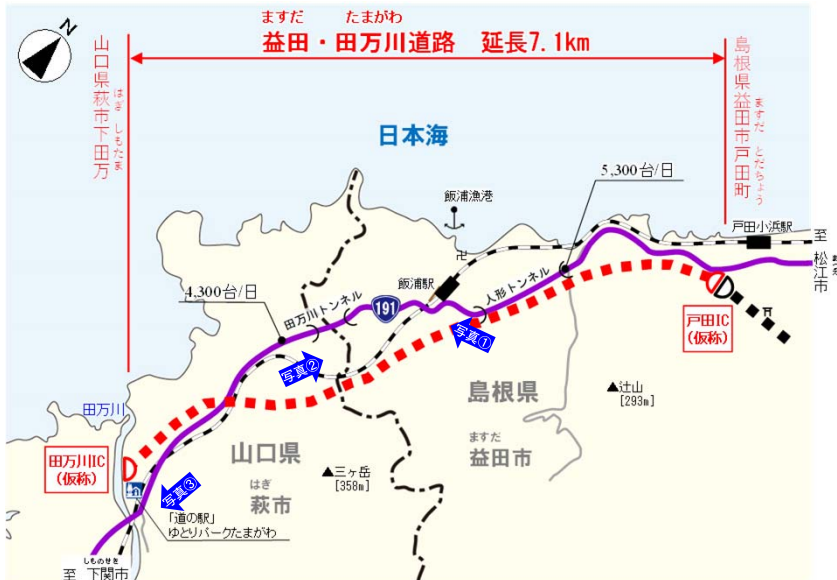 ますだ たまがわ
益田・田万川道路 延長7.1km
N
山口県萩市下田万
はぎ しもたま
島根県益田市戸田町
ますだ とだちょう
日本海
5,300台/日
飯浦漁港
戸田小浜駅
至 松江市
飯浦駅
人形トンネル
4,300台/日
田万川トンネル
191
戸田IC
(仮称)
写真①
写真②
島根県
辻山
[293m]
田万川
ますだ
益田市
田万川IC
(仮称)
山口県
三ヶ岳
[358m]
はぎ
萩市
写真③
「道の駅」
ゆとりパークたまがわ
しものせき
至 下関市